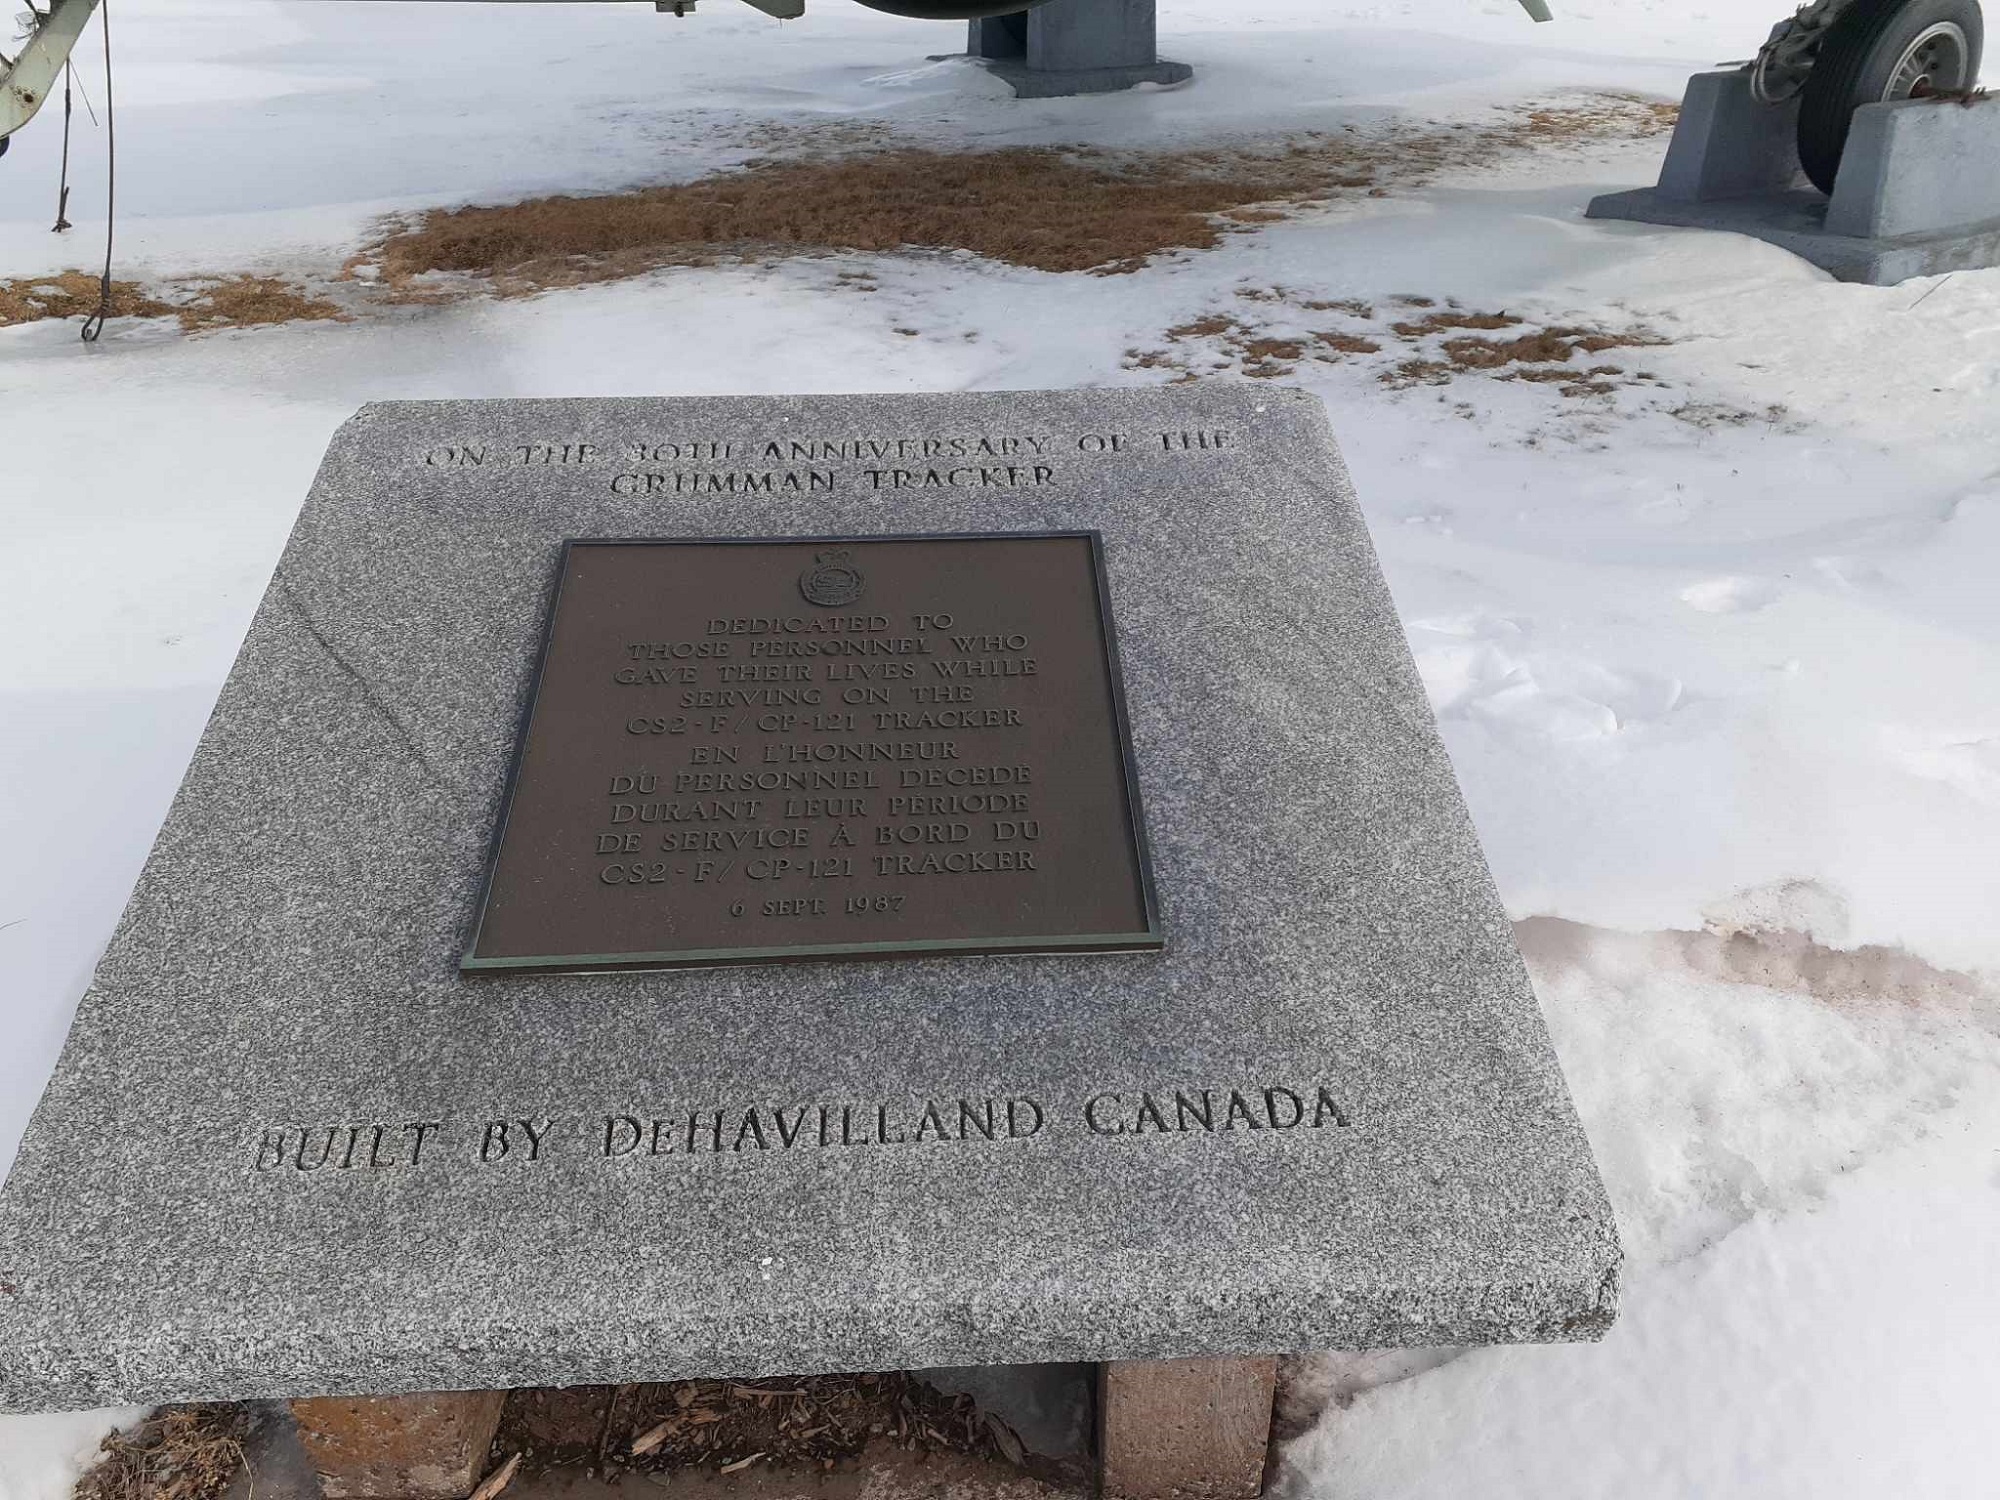 ON THE 30TH ANNIVERSARY OF THE
GRUMMAN TRACKER
DEDICATED TO
THOSE PERSONNEL WHO
GAVE THEIR LIVES WHILE
SERVING ON THE
CS2-F/CP-121 TRACKER
EN L'HONNEUR
DU PERSONNEL DÉCÉDÉ
DURANT LEUR PÉRIODE
DE SERVICE À BORD DU
CS2-F/CP-121 TRACKER
6 SEPT. 1987
BUILT BY DeHAVILLAND CANADA